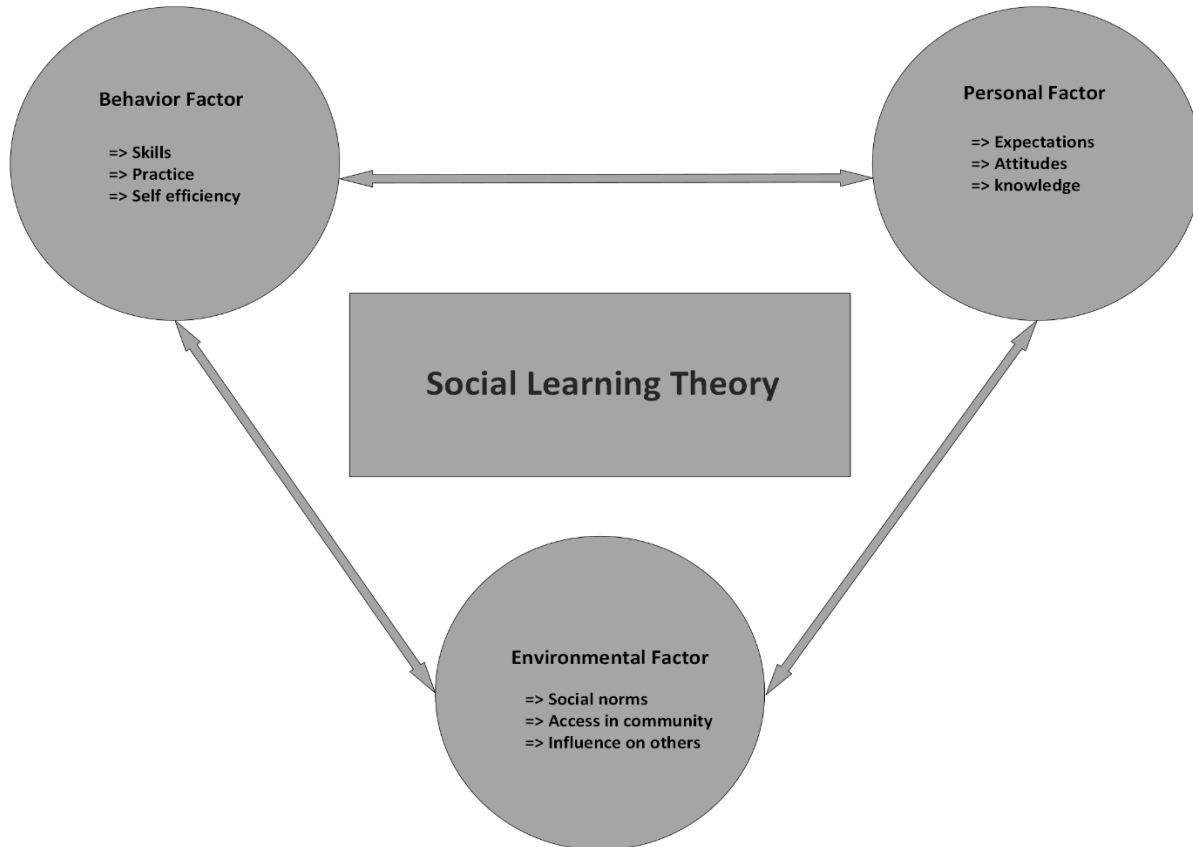 Behavior Factor
=> Skills
=> Practice
=> Self efficiency
Personal Factor
=> Expectations
=> Attitudes
=> knowledge
Social Learning Theory
Environmental Factor
=> Social norms
=> Access in community
=> Influence on others